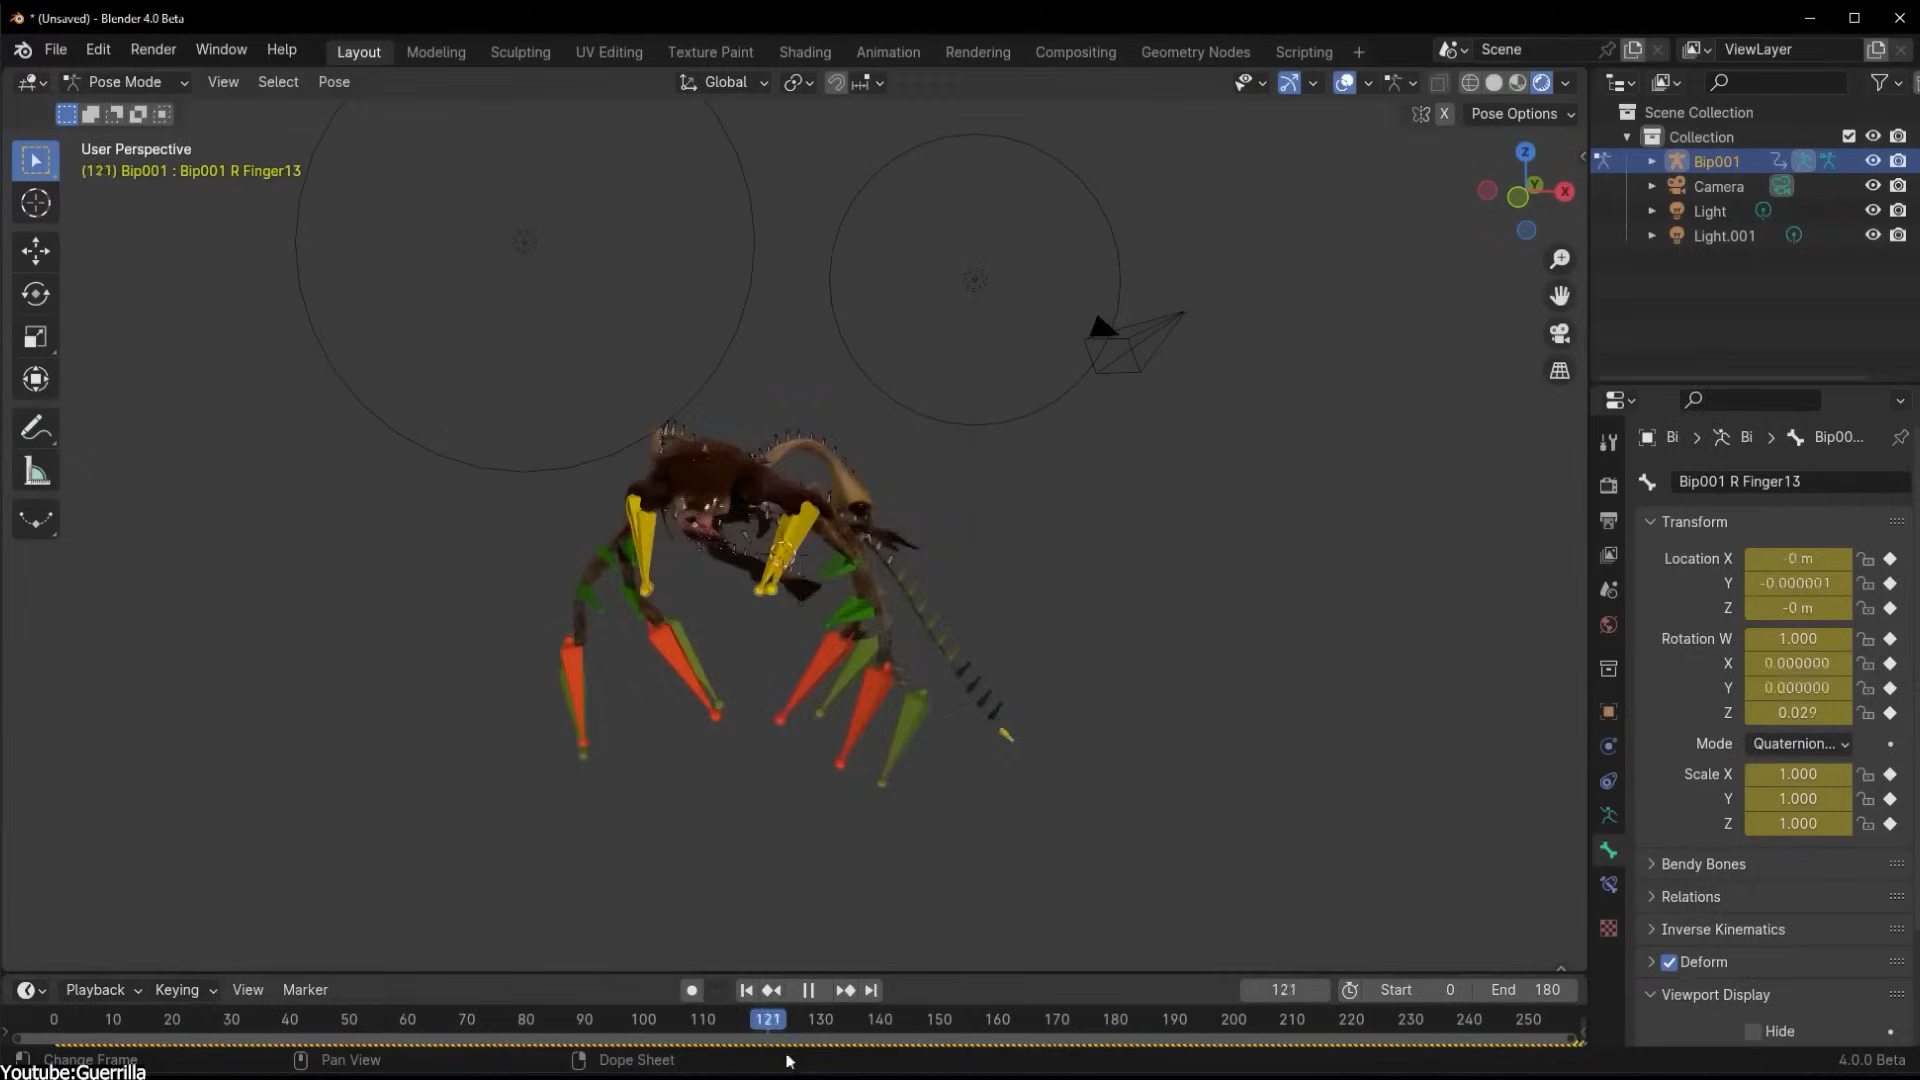 * (Unsaved) - Blender 4.0 Beta
File Edit Render Window Help Layout Modeling Sculpting UV Editing Texture Paint Shading Animation Rendering Compositing Geometry Nodes Scripting + Scene ViewLayer
Pose Mode View Select Pose Global
X Pose Options
Scene Collection
Collection
Bip001
Camera
Light
Light.001
User Perspective
(121) Bip001 : Bip001 R Finger13
Z
Y
X
Bi > Bi > Bip00...
Bip001 R Finger13
Transform
Location X -0 m
Y -0.000001
Z -0 m
Rotation W 1.000
X 0.000000
Y 0.000000
Z 0.029
Mode Quaternion...
Scale X 1.000
Y 1.000
Z 1.000
Bendy Bones
Relations
Inverse Kinematics
Deform
Viewport Display
Hide
Playback Keying View Marker 121 Start 0 End 180
0 10 20 30 40 50 60 70 80 90 100 110 121 130 140 150 160 170 180 190 200 210 220 230 240 250
Change Frame Pan View Dope Sheet 4.0.0 Beta
Youtube:Guerrilla